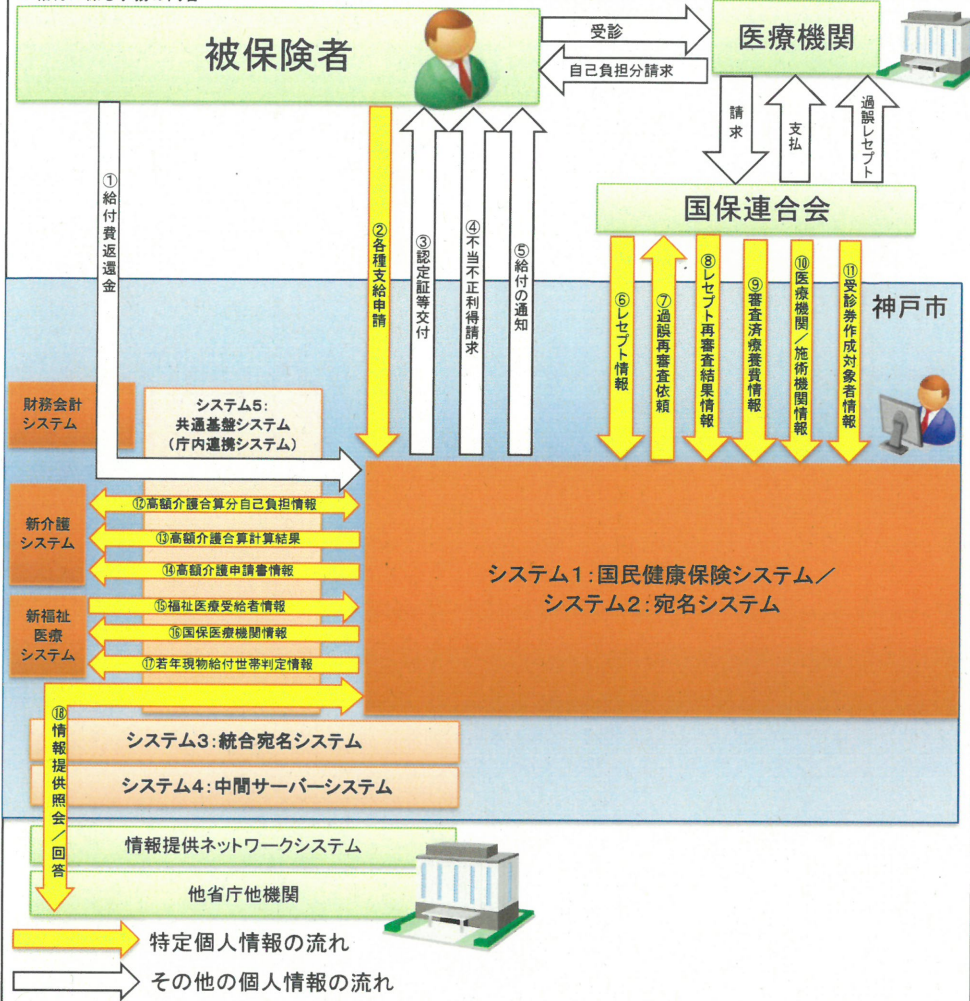 被保険者
受診
自己負担分請求
医療機関
請求
支払
過誤レセプト
国保連合会
①給付費返還金
②各種支給申請
③認定証等交付
④不当不正利得請求
⑤給付の通知
⑥レセプト情報
⑦過誤再審査依頼
⑧レセプト再審査結果情報
⑨審査済療養費情報
⑩医療機関/施術機関情報
⑪受診券作成対象者情報
神戸市
財務会計
システム
システム5:
共通基盤システム
(庁内連携システム)
新介護
システム
⑫高額介護合算分自己負担情報
⑬高額介護合算計算結果
⑭高額介護申請書情報
新福祉
医療
システム
⑮福祉医療受給者情報
⑯国保医療機関情報
⑰若年現物給付世帯判定情報
システム1:国民健康保険システム/
システム2:宛名システム
⑱情報提供照会/回答
システム3:統合宛名システム
システム4:中間サーバーシステム
情報提供ネットワークシステム
他省庁他機関
特定個人情報の流れ
その他の個人情報の流れ